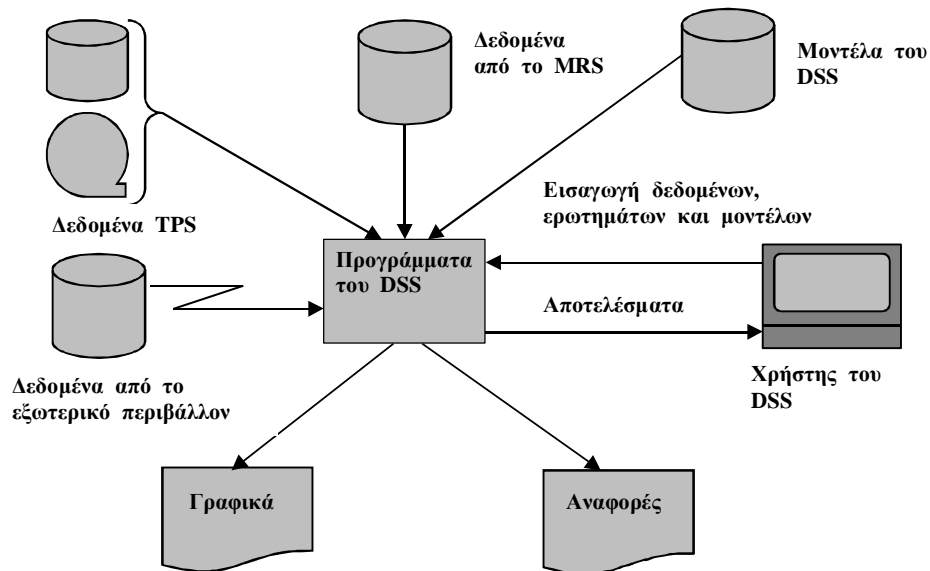 Δεδομένα
από το MRS
Μοντέλα του
DSS
Δεδομένα TPS
Εισαγωγή δεδομένων,
ερωτημάτων και μοντέλων
Προγράμματα
του DSS
Αποτελέσματα
Δεδομένα από το
εξωτερικό περιβάλλον
Χρήστης του
DSS
Γραφικά
Αναφορές